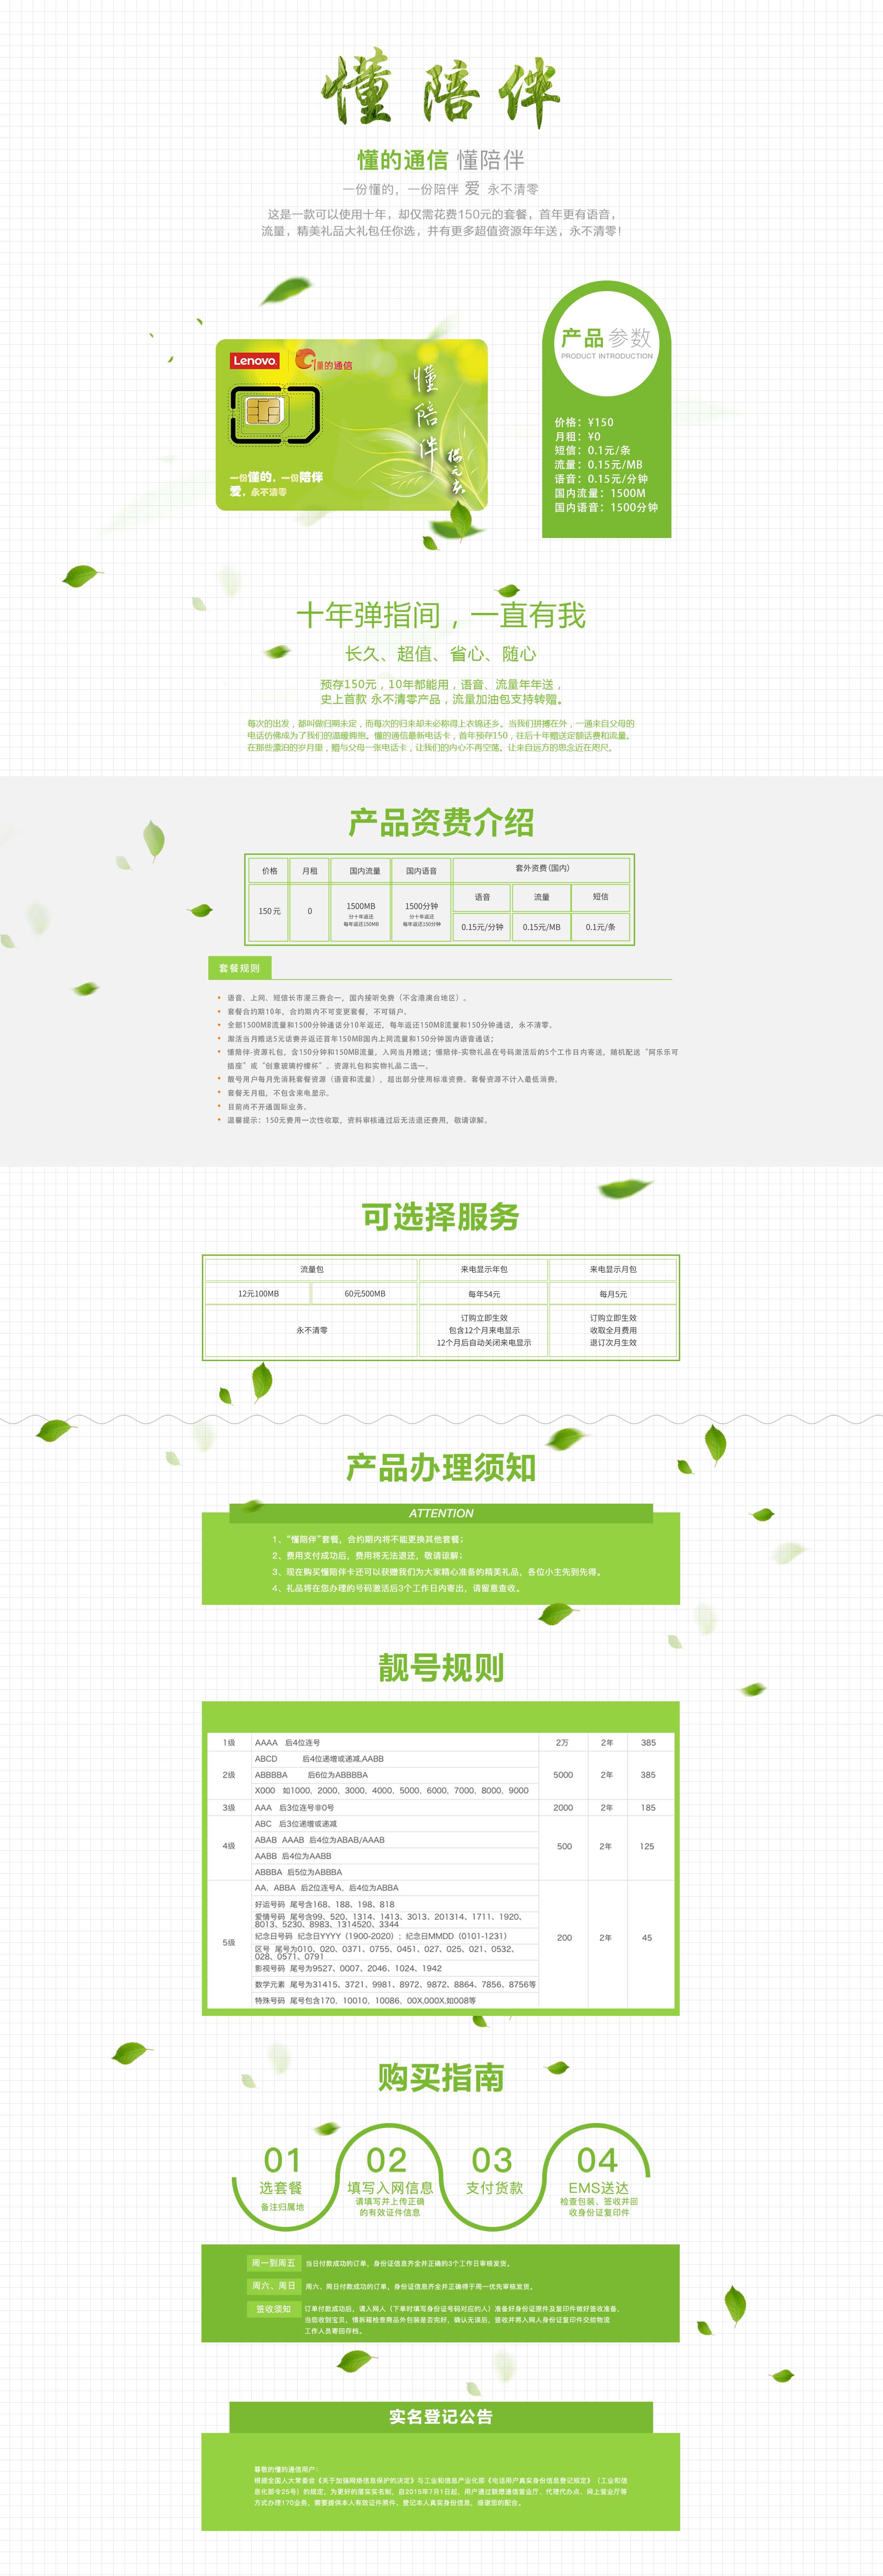 懂 陪 伴
懂的通信 懂陪伴
一份懂的，一份陪伴 爱 永不清零
这是一款可以使用十年，却仅需花费150元的套餐，首年更有语音，
流量，精美礼品大礼包任你选，并有更多超值资源年年送，永不清零！
Lenovo. 懂的通信
懂陪伴
一份懂的，一份陪伴
爱，永不清零
产品 参数
PRODUCT INTRODUCTION
价格：¥150
月租：¥0
短信：0.1元/条
流量：0.15元/MB
语音：0.15元/分钟
国内流量：1500M
国内语音：1500分钟
十年弹指间，一直有我
长久、超值、省心、随心
预存150元，10年都能用，语音、流量年年送，
史上首款 永不清零产品，流量加油包支持转赠。
每次的出发，都叫做归期未定，而每次的归来却未必称得上衣锦还乡。当我们拼搏在外，一通来自父母的
电话仿佛成为了我们的温暖拥抱。懂的通信最新电话卡，首年预存150，往后十年赠送定额话费和流量。
在那些漂泊的岁月里，赠与父母一张电话卡，让我们的内心不再空荡。让来自远方的思念近在咫尺。
产品资费介绍
价格 月租 国内流量 国内语音 套外资费(国内)
语音 流量 短信
150元 0 1500MB 1500分钟
分十年返还 分十年返还
每年返还150MB 每年返还150分钟
0.15元/分钟 0.15元/MB 0.1元/条
套餐规则
语音、上网、短信长市漫三费合一，国内接听免费（不含港澳台地区）。
套餐合约期10年，合约期内不可变更套餐，不可销户。
全部1500MB流量和1500分钟通话分10年返还，每年返还150MB流量和150分钟通话，永不清零。
激活当月赠送5元话费并返还首年150MB国内上网流量和150分钟国内语音通话；
懂陪伴-资源礼包，含150分钟和150MB流量，入网当月赠送；懂陪伴-实物礼品在号码激活后的5个工作日内寄送，随机配送“阿乐乐可
插座”或“创意玻璃柠檬杯”。资源礼包和实物礼品二选一。
靓号用户每月先消耗套餐资源（语音和流量），超出部分使用标准资费。套餐资源不计入最低消费。
套餐无月租，不包含来电显示。
目前尚不开通国际业务。
温馨提示：150元费用一次性收取，资料审核通过后无法退还费用，敬请谅解。
可选择服务
流量包 来电显示年包 来电显示月包
12元100MB 60元500MB 每年54元 每月5元
永不清零
订购立即生效
包含12个月来电显示
12个月后自动关闭来电显示
订购立即生效
收取全月费用
退订次月生效
产品办理须知
ATTENTION
1、“懂陪伴”套餐，合约期内将不能更换其他套餐；
2、费用支付成功后，费用将无法退还，敬请谅解；
3、现在购买懂陪伴卡还可以获赠我们为大家精心准备的精美礼品，各位小主先到先得。
4、礼品将在您办理的号码激活后3个工作日内寄出，请留意查收。
靓号规则
1级 AAAA 后4位连号 2万 2年 385
2级 ABCD 后4位递增或递减,AABB
ABBBBA 后6位为ABBBBA 5000 2年 385
X000 如1000、2000、3000、4000、5000、6000、7000、8000、9000
3级 AAA 后3位连号非0号 2000 2年 185
4级 ABC 后3位递增或递减
ABAB AAAB 后4位为ABAB/AAAB 500 2年 125
AABB 后4位为AABB
ABBBA 后5位为ABBBA
5级 AA、ABBA 后2位连号A、后4位为ABBA
好运号码 尾号含168、188、198、818
爱情号码 尾号含99、520、1314、1413、3013、201314、1711、1920、
8013、5230、8983、1314520、3344
纪念日号码 纪念日YYYY（1900-2020）；纪念日MMDD（0101-1231） 200 2年 45
区号 尾号为010、020、0371、0755、0451、027、025、021、0532、
028、0571、0791
影视号码 尾号为9527、0007、2046、1024、1942
数学元素 尾号为31415、3721、9981、8972、9872、8864、7856、8756等
特殊号码 尾号包含170，10010，10086，00X,000X,如008等
购买指南
01 02 03 04
选套餐 填写入网信息 支付货款 EMS送达
备注归属地
请填写并上传正确
的有效证件信息
检查包装、签收并回
收身份证复印件
周一到周五 当日付款成功的订单，身份证信息齐全并正确的3个工作日审核发货。
周六、周日 周六、周日付款成功的订单，身份证信息齐全并正确得于周一优先审核发货。
签收须知 订单付款成功后，请入网人（下单时填写身份证号码对应的人）准备好身份证原件及复印件做好签收准备，
当您收到宝贝，情拆箱检查商品外包装是否完好，确认无误后，签收并将入网人身份证复印件交给物流
工作人员寄回存档。
实名登记公告
尊敬的懂的通信用户：
根据全国人大常委会《关于加强网络信息保护的决定》与工业和信息产业化部《电话用户真实身份信息登记规定》（工业和信
息化部令25号）的规定，为更好的落实实名制，自2015年7月1日起，用户通过联想通信营业厅、代理代办点、网上营业厅等
方式办理170业务，需要提供本人有效证件原件，登记本人真实身份信息，感谢您的配合。